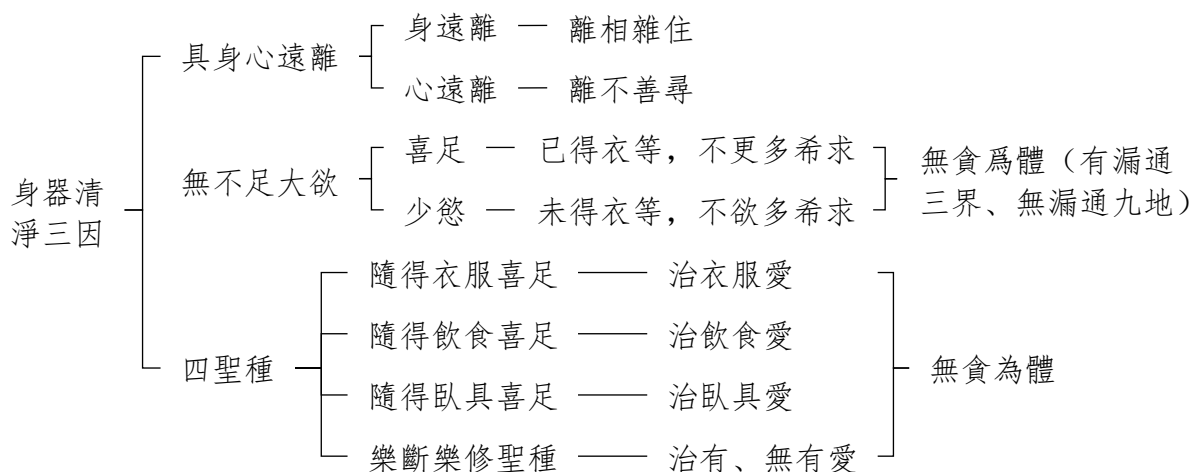 身器清
淨三因
具身心遠離
身遠離 — 離相雜住
心遠離 — 離不善尋
無不足大欲
喜足 — 已得衣等，不更多希求
少慾 — 未得衣等，不欲多希求
無貪爲體（有漏通
三界、無漏通九地）
四聖種
隨得衣服喜足 —— 治衣服愛
隨得飲食喜足 —— 治飲食愛
隨得臥具喜足 —— 治臥具愛
樂斷樂修聖種 —— 治有、無有愛
無貪為體